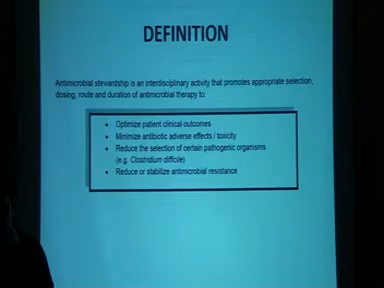 DEFINITION
Antimicrobial stewardship is an interdisciplinary activity that promotes appropriate selection,
dosing, route and duration of antimicrobial therapy to:
• Optimize patient clinical outcomes
• Minimize antibiotic adverse effects / toxicity
• Reduce the selection of certain pathogenic organisms
(e.g. Clostridium difficile)
• Reduce or stabilize antimicrobial resistance